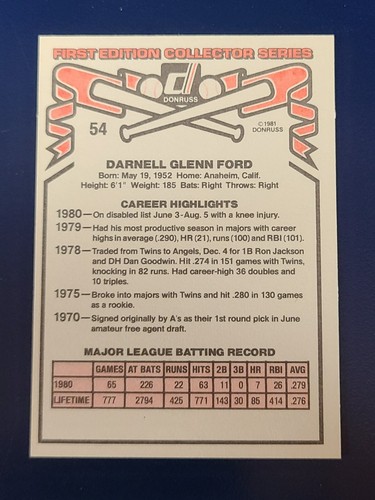 FIRST EDITION COLLECTOR SERIES
d
DONRUSS
54
© 1981
DONRUSS
DARNELL GLENN FORD
Born: May 19, 1952 Home: Anaheim, Calif.
Height: 6'1" Weight: 185 Bats: Right Throws: Right
CAREER HIGHLIGHTS
1980—On disabled list June 3-Aug. 5 with a knee injury.
1979—Had his most productive season in majors with career
highs in average (.290), HR (21), runs (100) and RBI (101).
1978—Traded from Twins to Angels, Dec. 4 for 1B Ron Jackson
and DH Dan Goodwin. Hit .274 in 151 games with Twins,
knocking in 82 runs. Had career-high 36 doubles and
10 triples.
1975—Broke into majors with Twins and hit .280 in 130 games
as a rookie.
1970—Signed originally by A's as their 1st round pick in June
amateur free agent draft.
MAJOR LEAGUE BATTING RECORD
GAMES AT BATS RUNS HITS 2B 3B HR RBI AVG
1980 65 226 22 63 11 0 7 26 .279
LIFETIME 777 2794 425 771 143 30 85 414 .276